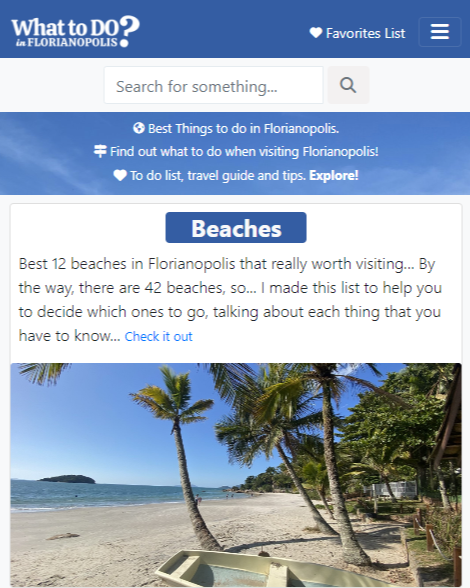 What to DO?
in FLORIANOPOLIS
Favorites List
Search for something...
Best Things to do in Florianopolis.
Find out what to do when visiting Florianopolis!
To do list, travel guide and tips. Explore!
Beaches
Best 12 beaches in Florianopolis that really worth visiting... By
the way, there are 42 beaches, so... I made this list to help you
to decide which ones to go, talking about each thing that you
have to know... Check it out